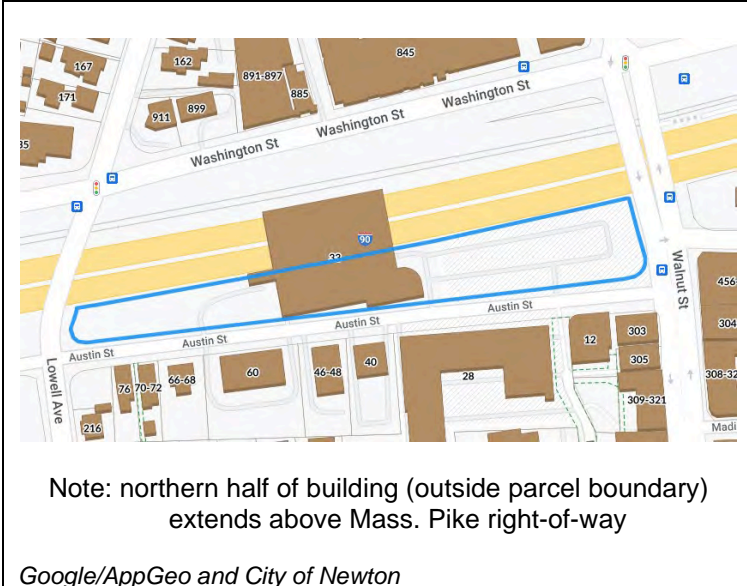 167
162
891-897
845
171
885
899
911
35
Washington St
Washington St
Washington St
90
33
Walnut St
456
304
Austin St
Austin St
Austin St
Austin St
Lowell Ave
12
303
305
308-32
76
70-72
66-68
60
46-48
40
28
309-321
216
Madi
Note: northern half of building (outside parcel boundary)
extends above Mass. Pike right-of-way
Google/AppGeo and City of Newton